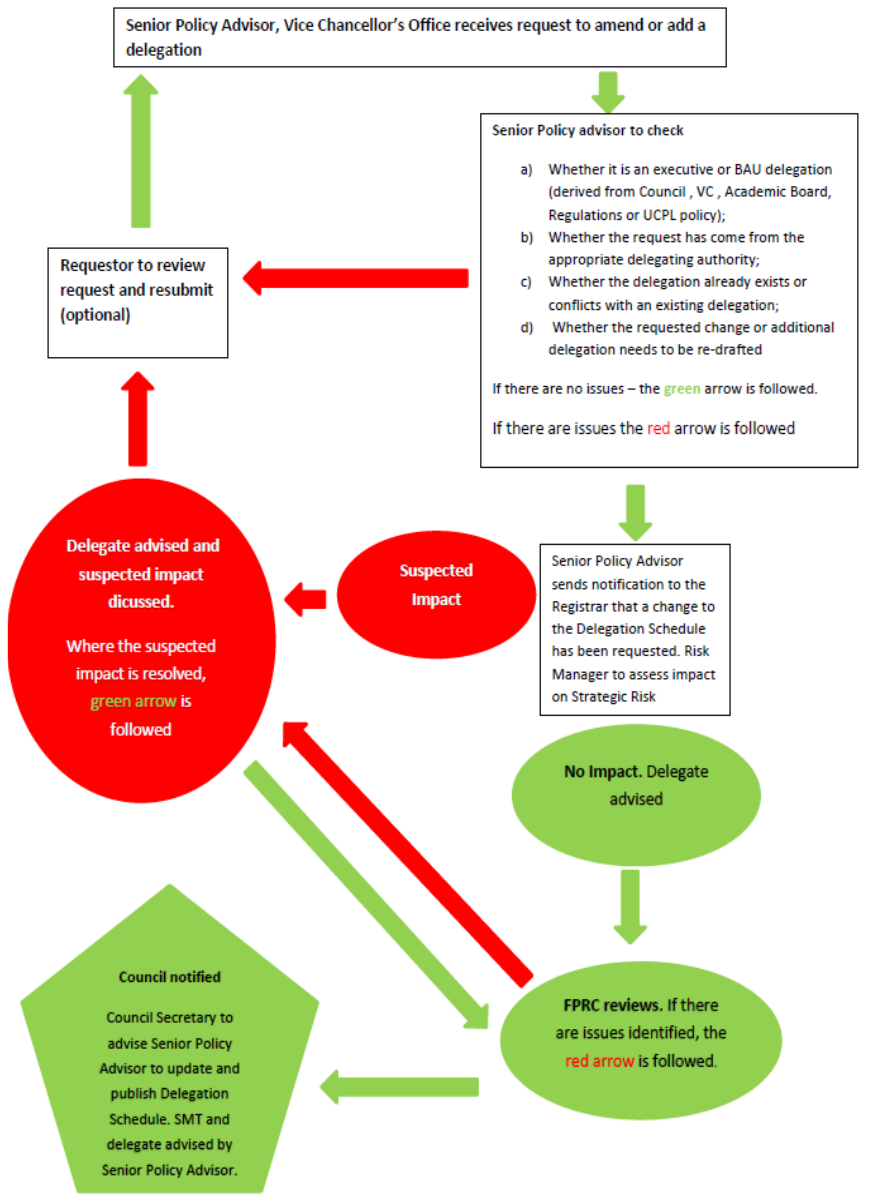 Senior Policy Advisor, Vice Chancellor’s Office receives request to amend or add a
delegation
Senior Policy advisor to check
a) Whether it is an executive or BAU delegation
(derived from Council , VC , Academic Board,
Regulations or UCPL policy);
b) Whether the request has come from the
appropriate delegating authority;
c) Whether the delegation already exists or
conflicts with an existing delegation;
d) Whether the requested change or additional
delegation needs to be re-drafted
If there are no issues – the green arrow is followed.
If there are issues the red arrow is followed
Requestor to review
request and resubmit
(optional)
Delegate advised and
suspected impact
dicussed.
Where the suspected
impact is resolved,
green arrow is
followed
Suspected
Impact
Senior Policy Advisor
sends notification to the
Registrar that a change to
the Delegation Schedule
has been requested. Risk
Manager to assess impact
on Strategic Risk
No Impact. Delegate
advised
FPRC reviews. If there
are issues identified, the
red arrow is followed.
Council notified
Council Secretary to
advise Senior Policy
Advisor to update and
publish Delegation
Schedule. SMT and
delegate advised by
Senior Policy Advisor.